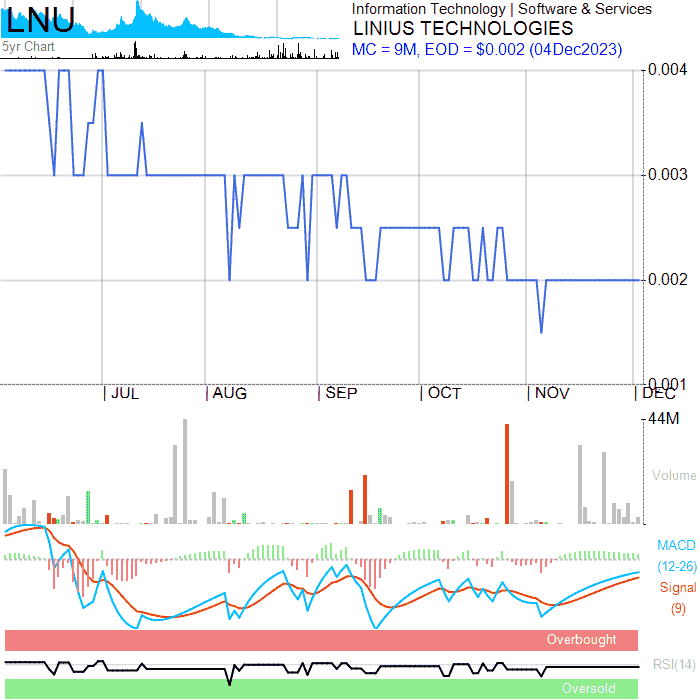 LNU
Information Technology | Software & Services
LINIUS TECHNOLOGIES
5yr Chart
MC = 9M, EOD = $0.002 (04Dec2023)
0.004
0.003
0.002
0.001
JUL AUG SEP OCT NOV DEC
44M
Volume
MACD
(12-26)
Signal
(9)
Overbought
RSI(14)
Oversold